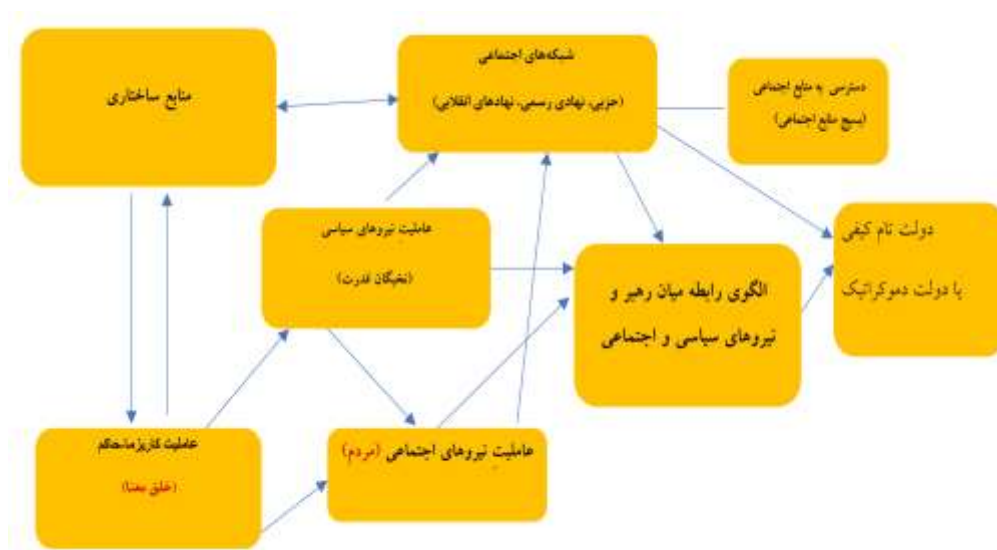 منابع ساختاری
شبکه‌های اجتماعی
(حزبی، نهادی رسمی، نهادهای انقلابی)
دسترسی به منابع اجتماعی
(بسیج منابع اجتماعی)
عاملیت نیروهای سیاسی
(نخبگان قدرت)
الگوی رابطه میان رهبر و
نیروهای سیاسی و اجتماعی
دولت تام کیفی
یا دولت دموکراتیک
عاملیت کاریزما-حاکم
(خلق معنا)
عاملیت نیروهای اجتماعی (مردم)